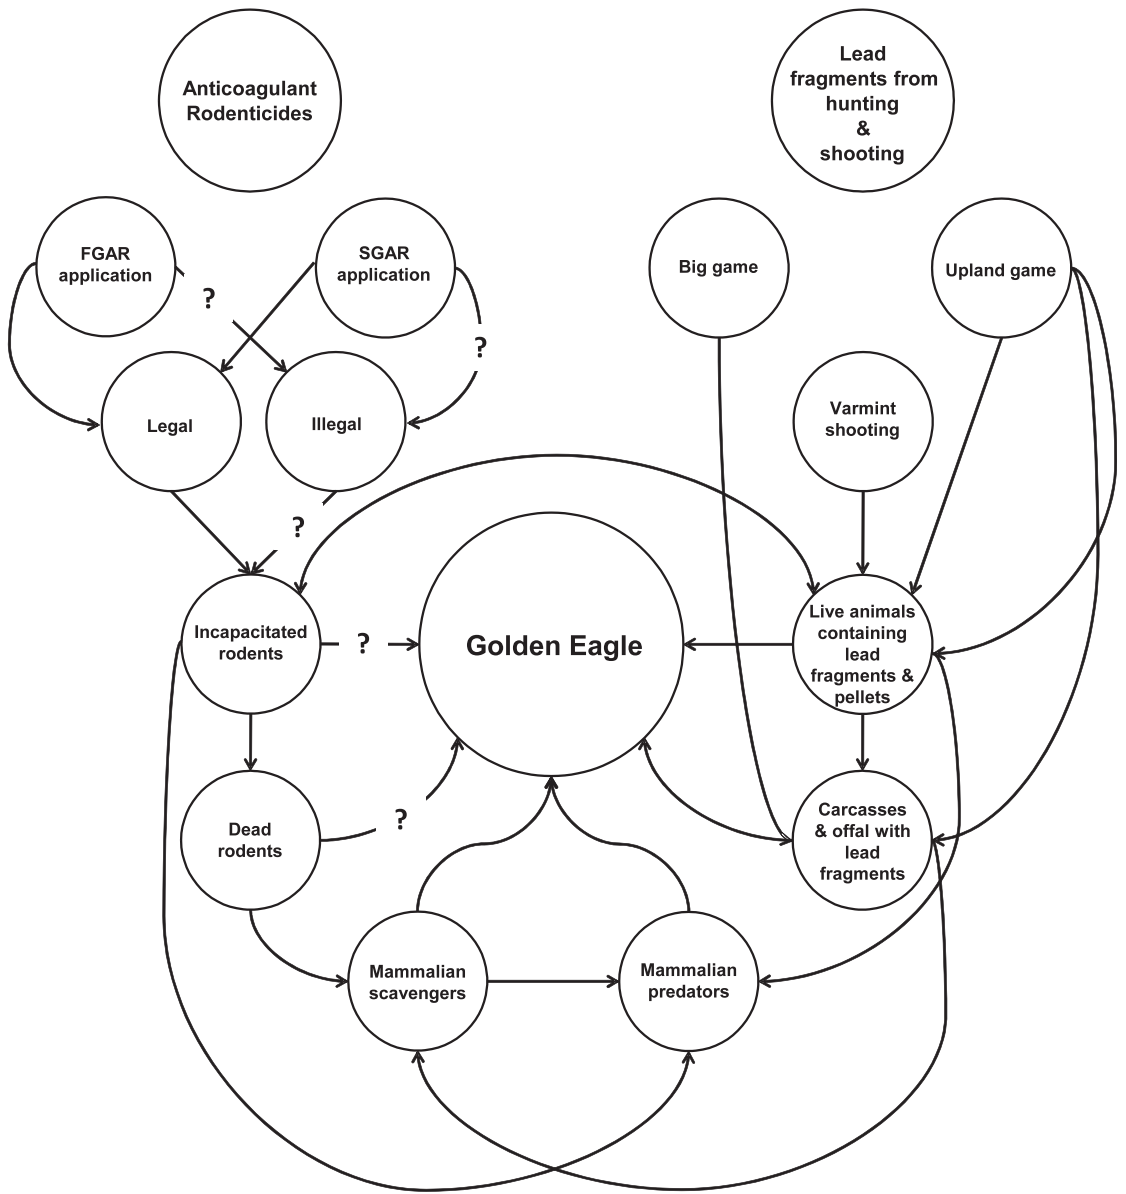 Anticoagulant
Rodenticides
Lead
fragments from
hunting
&
shooting
FGAR
application
SGAR
application
Big game
Upland game
?
?
Legal
Illegal
Varmint
shooting
?
Incapacitated
rodents
?
Golden Eagle
Live animals
containing
lead
fragments &
pellets
Dead
rodents
?
Carcasses
& offal with
lead
fragments
Mammalian
scavengers
Mammalian
predators